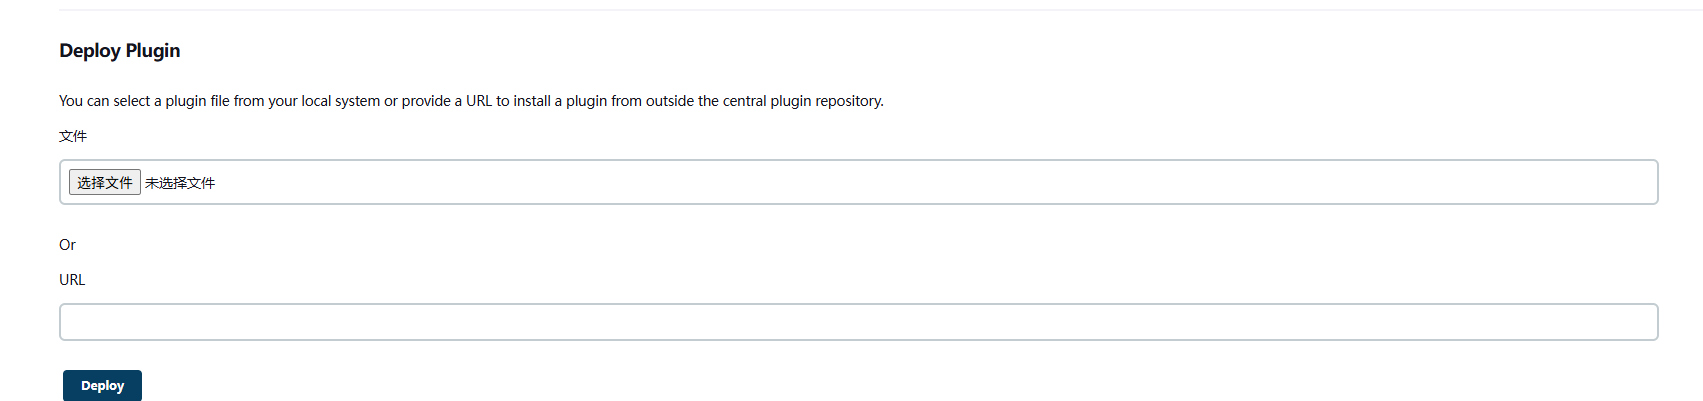 Deploy Plugin
You can select a plugin file from your local system or provide a URL to install a plugin from outside the central plugin repository.
文件
选择文件 未选择文件
Or
URL
Deploy